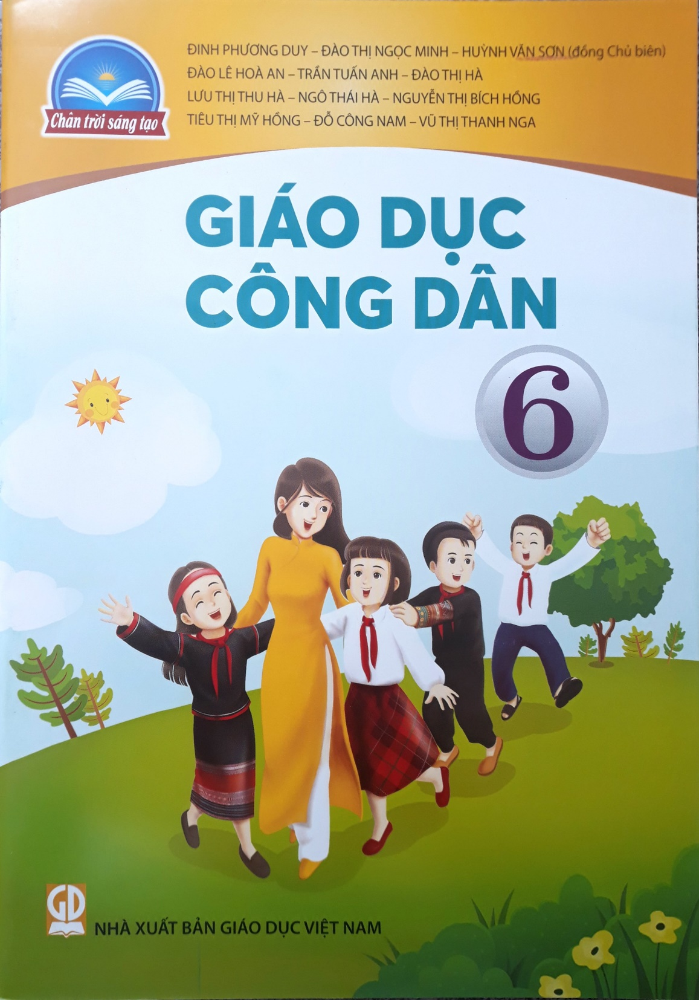 Chân trời sáng tạo
ĐINH PHƯƠNG DUY – ĐÀO THỊ NGỌC MINH – HUỲNH VĂN SƠN (đồng Chủ biên)
ĐÀO LÊ HOÀ AN – TRẦN TUẤN ANH – ĐÀO THỊ HÀ
LƯU THỊ THU HÀ – NGÔ THÁI HÀ – NGUYỄN THỊ BÍCH HỒNG
TIÊU THỊ MỸ HỒNG – ĐỖ CÔNG NAM – VŨ THỊ THANH NGA
GIÁO DỤC
CÔNG DÂN
6
GD
NHÀ XUẤT BẢN GIÁO DỤC VIỆT NAM